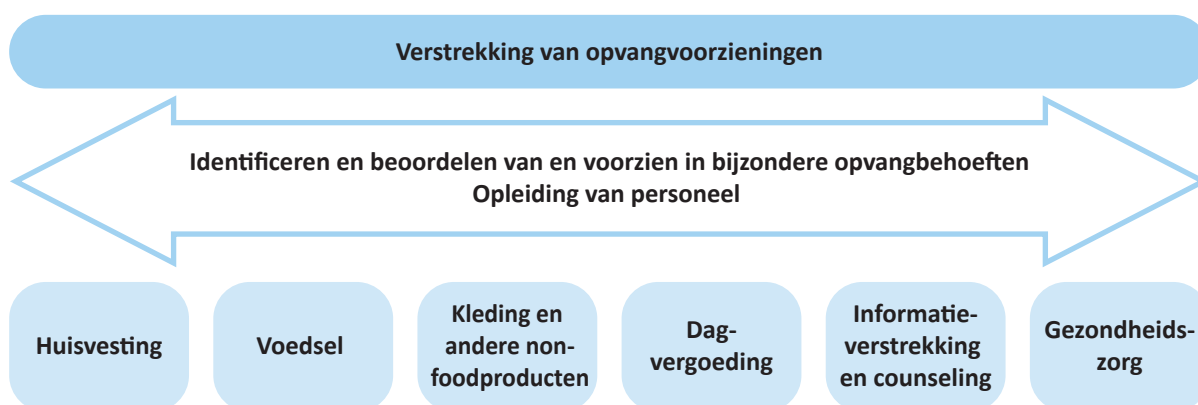 Verstrekking van opvangvoorzieningen
Identificeren en beoordelen van en voorzien in bijzondere opvangbehoeften
Opleiding van personeel
Huisvesting
Voedsel
Kleding en
andere non-
foodproducten
Dag-
vergoeding
Informatie-
verstrekking
en counseling
Gezondheids-
zorg